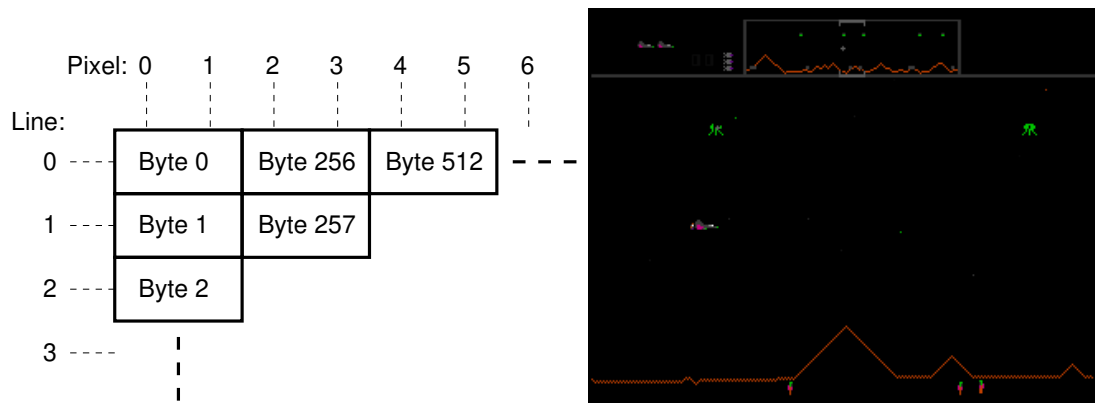 Pixel: 0 1 2 3 4 5 6
Line:
0 Byte 0 Byte 256 Byte 512
1 Byte 1 Byte 257
2 Byte 2
3